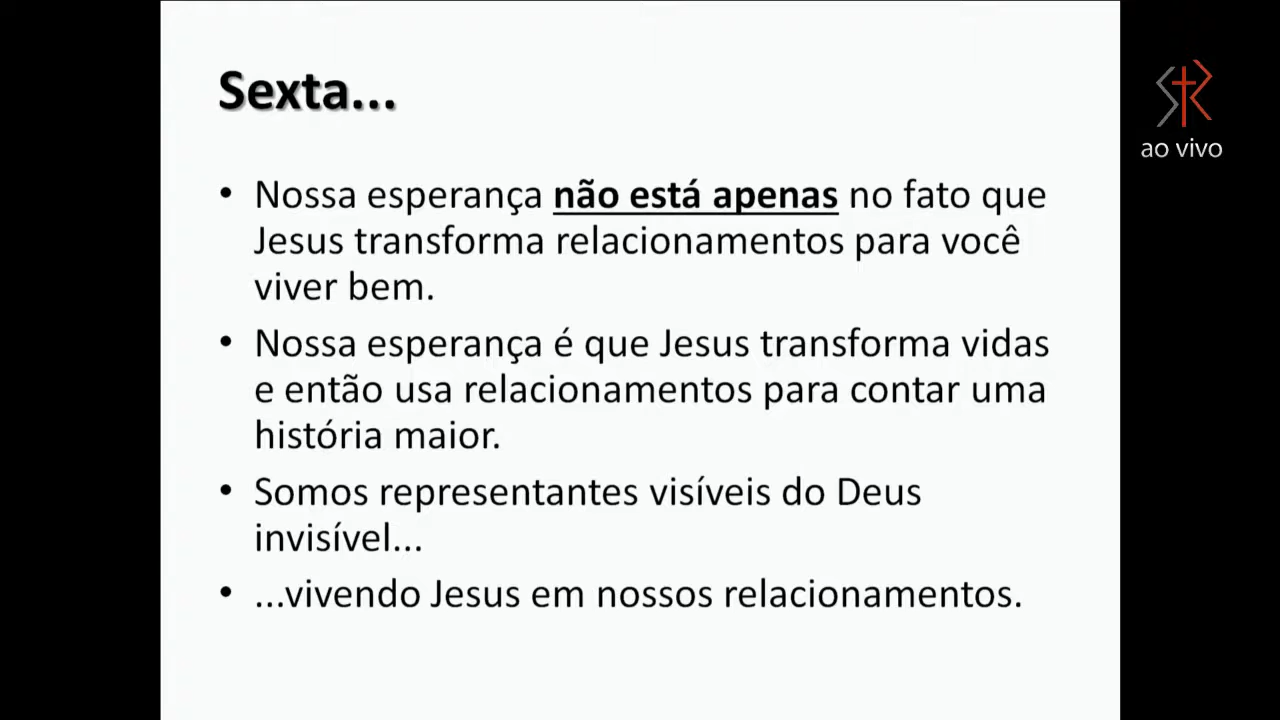 Sexta...
• Nossa esperança não está apenas no fato que
Jesus transforma relacionamentos para você
viver bem.
• Nossa esperança é que Jesus transforma vidas
e então usa relacionamentos para contar uma
história maior.
• Somos representantes visíveis do Deus
invisível...
• ...vivendo Jesus em nossos relacionamentos.
ao vivo